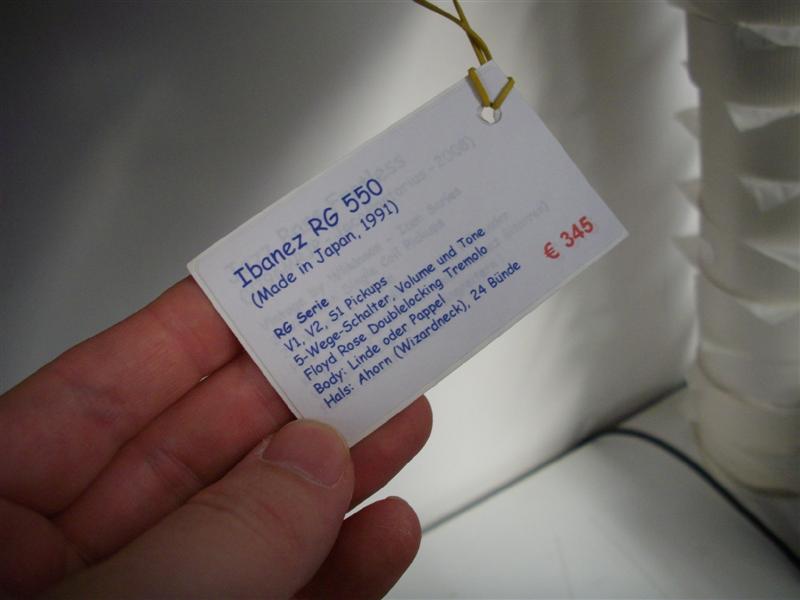 Ibanez RG 550
(Made in Japan, 1991)
RG Serie
V1, V2, S1 Pickups
5-Wege-Schalter, Volume und Tone
Floyd Rose Doublelocking Tremolo
Body: Linde oder Pappel
Hals: Ahorn (Wizardneck), 24 Bünde
€ 345